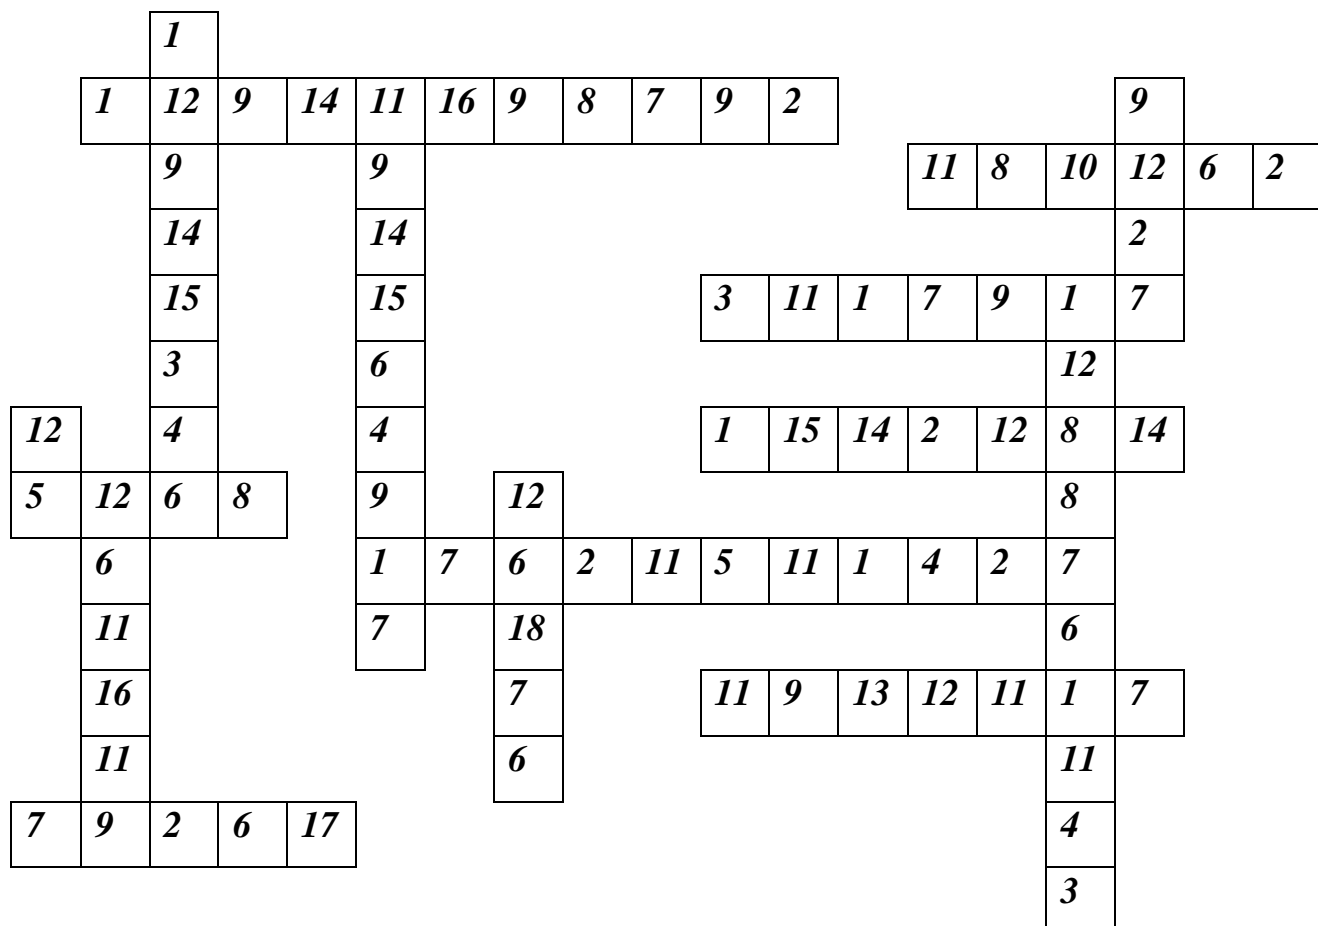 1
1 12 9 14 11 16 9 8 7 9 2 9
9 9 11 8 10 12 6 2
14 14 2
15 15 3 11 1 7 9 1 7
3 6 12
12 4 4 1 15 14 2 12 8 14
5 12 6 8 9 12 8
6 1 7 6 2 11 5 11 1 4 2 7
11 7 18 6
16 7 11 9 13 12 11 1 7
11 6 11
7 9 2 6 17 4
3